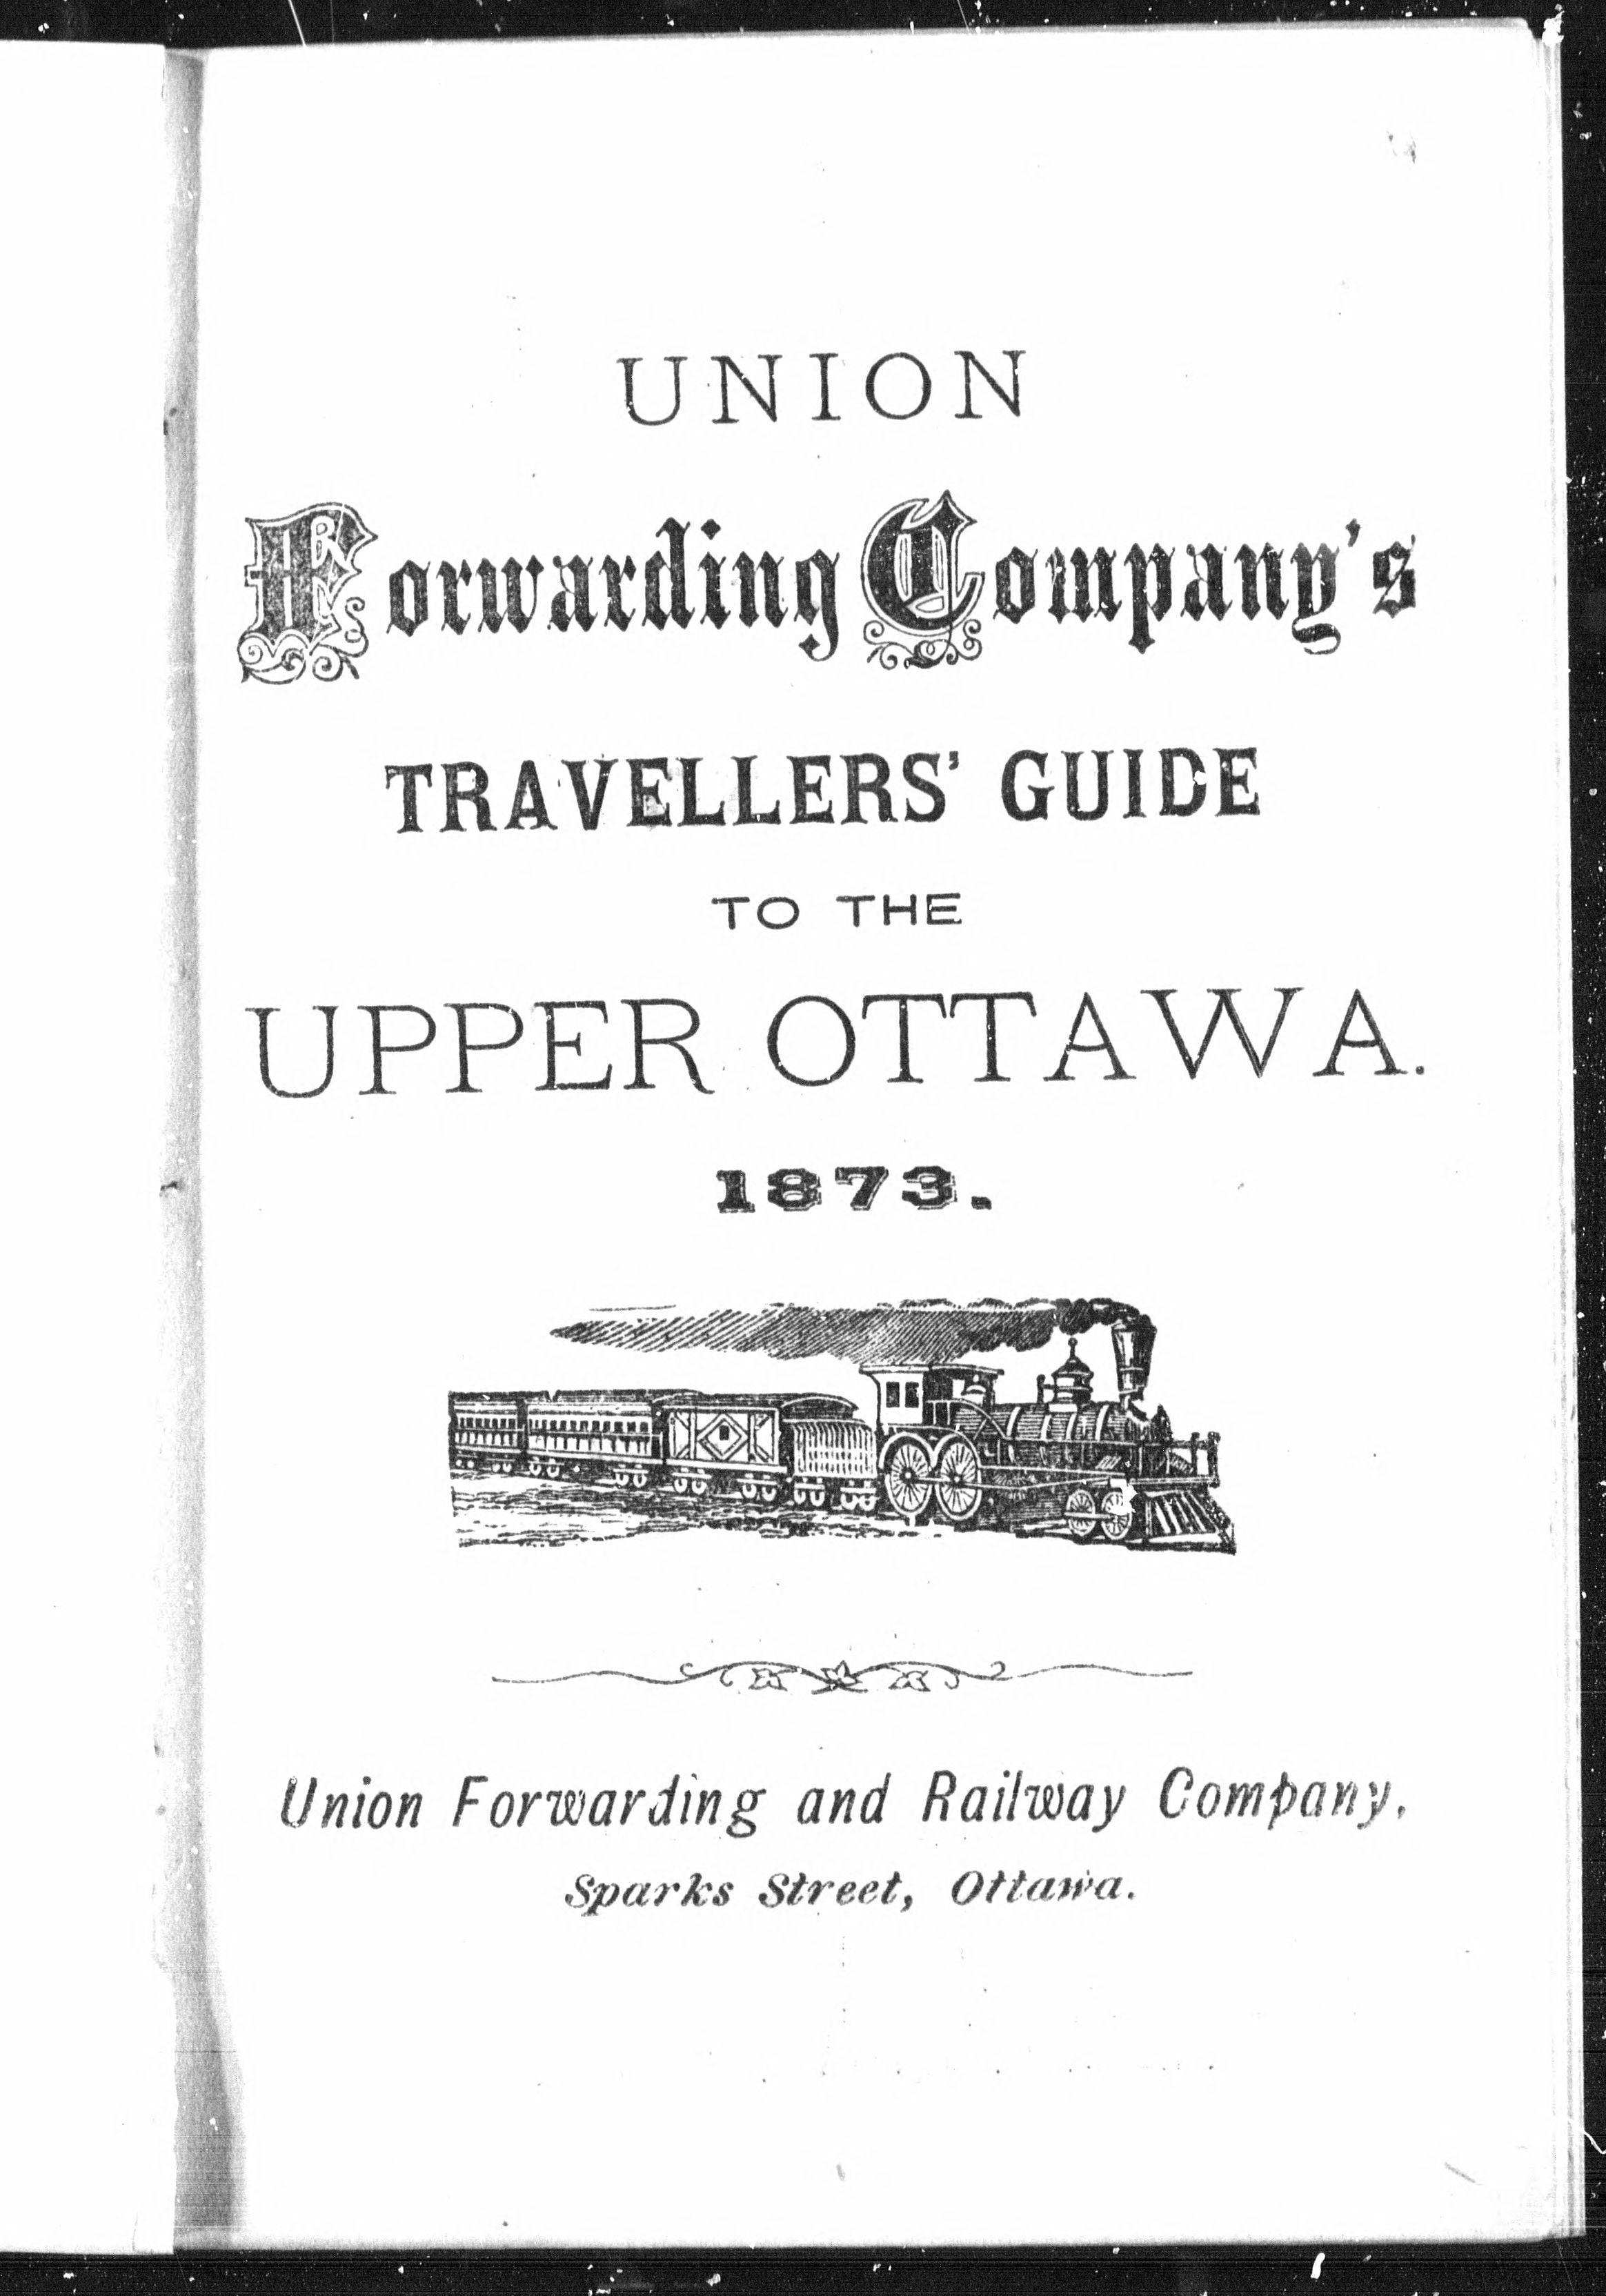 UNION
Forwarding Company's
TRAVELLERS' GUIDE
TO THE
UPPER OTTAWA.
1873.
Union Forwarding and Railway Company,
Sparks Street, Ottawa.